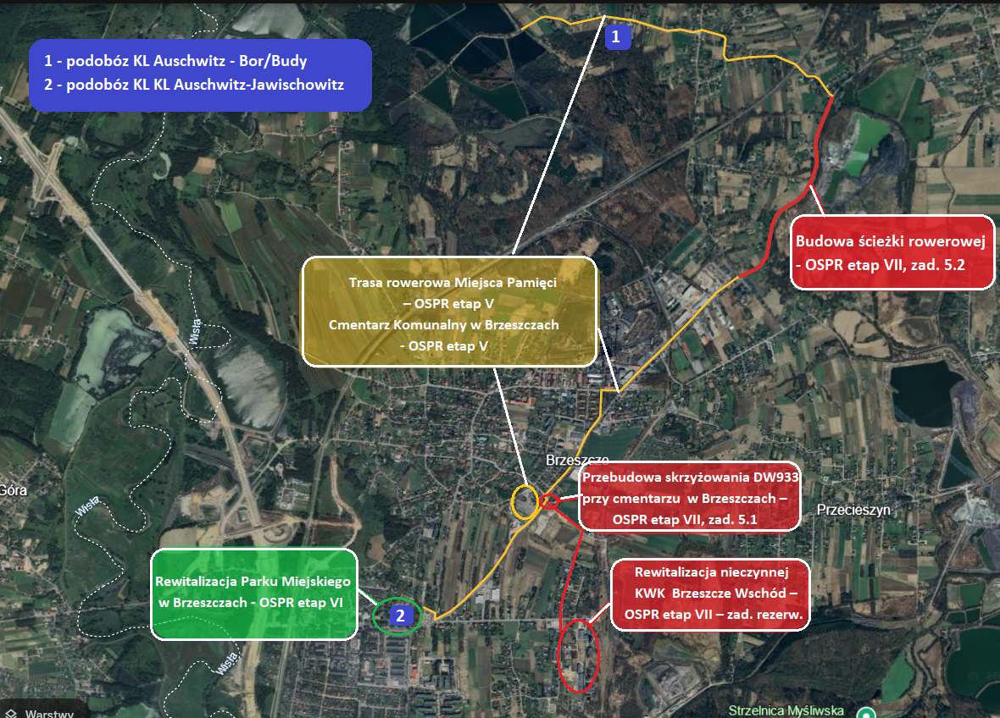 1 - podobóz KL Auschwitz - Bor/Budy
2 - podobóz KL KL Auschwitz-Jawischowitz
1
Budowa ścieżki rowerowej
- OSPR etap VII, zad. 5.2
Trasa rowerowa Miejsca Pamięci
– OSPR etap V
Cmentarz Komunalny w Brzeszczach
- OSPR etap V
Wisła
Brzeszcze
Przebudowa skrzyżowania DW933
przy cmentarzu w Brzeszczach –
OSPR etap VII, zad. 5.1
Góra
Wisła
Przecieszyn
Rewitalizacja Parku Miejskiego
w Brzeszczach - OSPR etap VI
2
Rewitalizacja nieczynnej
KWK Brzeszcze Wschód –
OSPR etap VII – zad. rezerw.
Wisła
Strzelnica Myśliwska
Warstwy